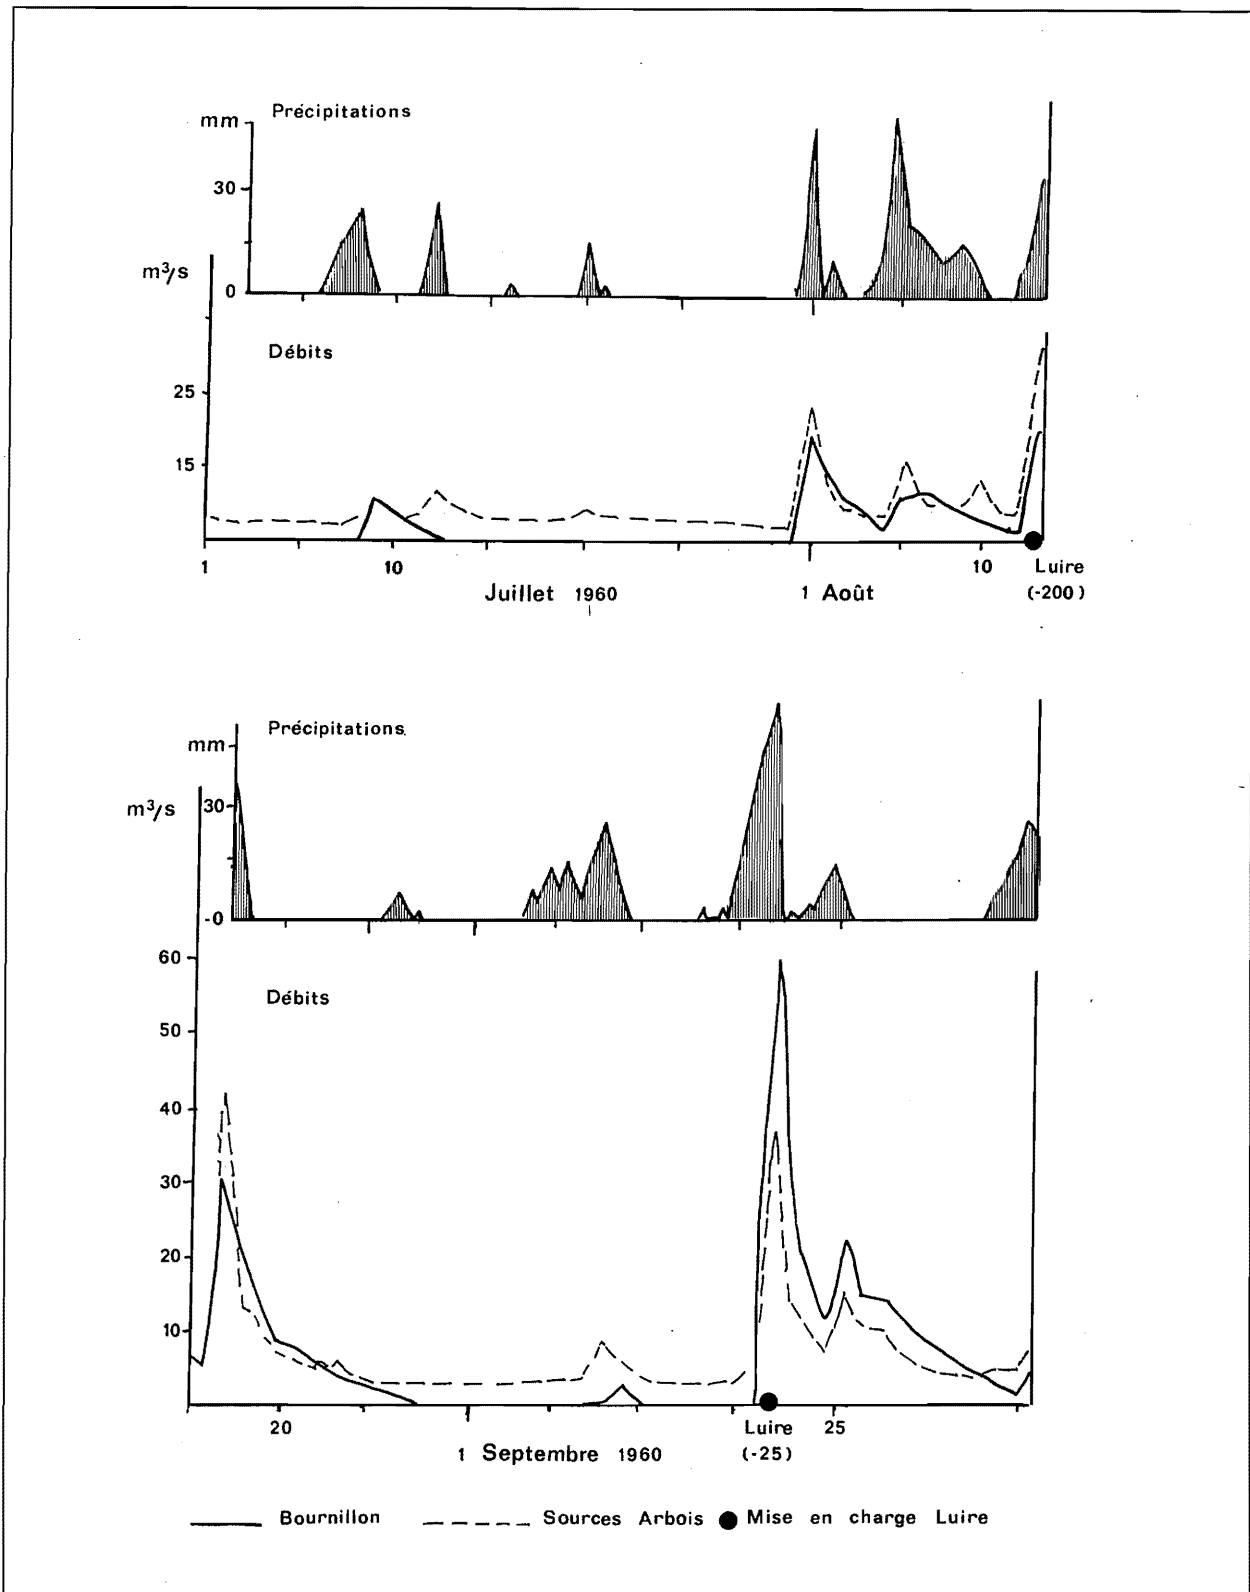 Précipitations
mm
30
m³/s
0
Débits
25
15
1 10 1 Août 10 Luire
Juillet 1960 (-200)
Précipitations
mm
m³/s
30
0
60
Débits
50
40
30
20
10
20 Luire 25
1 Septembre 1960 (-25)
Bournillon Sources Arbois Mise en charge Luire